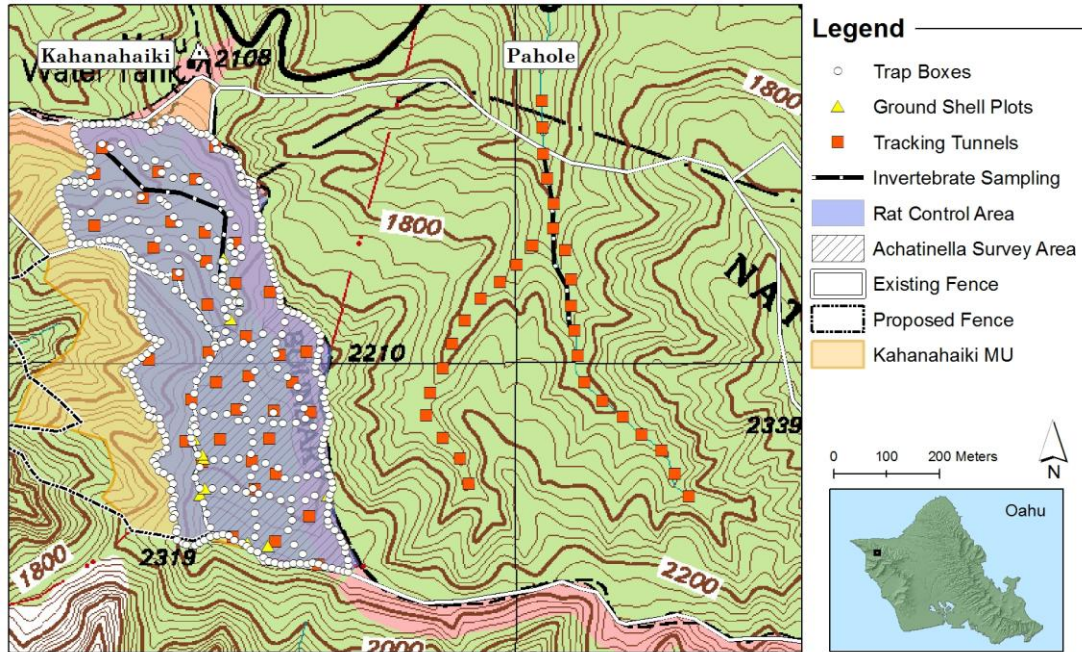 Kahanahaiki
Water Tank
2108
Pahole
1800
1800
NAT
2210
2339
2319
1800
2200
2000
Legend
Trap Boxes
Ground Shell Plots
Tracking Tunnels
Invertebrate Sampling
Rat Control Area
Achatinella Survey Area
Existing Fence
Proposed Fence
Kahanahaiki MU
0 100 200 Meters
N
Oahu